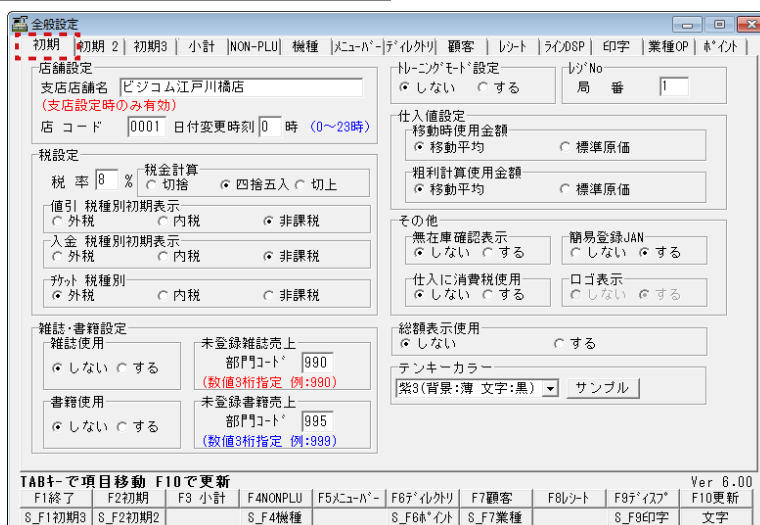 全般設定
初期 初期 2 初期3 小計 NON-PLU 機種 メニューバー ディレクトリ 顧客 レシート ラインDSP 印字 業種OP ポイント
店舗設定
支店店舗名 ビジコム江戸川橋店
(支店設定時のみ有効)
店 コード 0001 日付変更時刻 0 時 (0～23時)
税設定
税 率 8 % 税金計算 切捨 四捨五入 切上
値引 税種別初期表示
外税 内税 非課税
入金 税種別初期表示
外税 内税 非課税
チケット 税種別
外税 内税 非課税
雑誌・書籍設定
雑誌使用
しない する
未登録雑誌売上
部門コード 990
(数値3桁指定 例:990)
書籍使用
しない する
未登録書籍売上
部門コード 995
(数値3桁指定 例:999)
トレーニングモード設定
しない する
レジNo
局 番 1
仕入値設定
移動時使用金額
移動平均 標準原価
粗利計算使用金額
移動平均 標準原価
その他
無在庫確認表示
しない する
簡易登録JAN
しない する
仕入に消費税使用
しない する
ロゴ表示
しない する
総額表示使用
しない する
テンキーカラー
紫3(背景:薄 文字:黒) サンプル
TABキーで項目移動 F10で更新 Ver 6.00
F1終了 F2初期 F3 小計 F4NONPLU F5メニューバー F6ディレクトリ F7顧客 F8レシート F9ディスプ F10更新
S_F1初期3 S_F2初期2 S_F4機種 S_F6ポイント S_F7業種 S_F9印字 文字